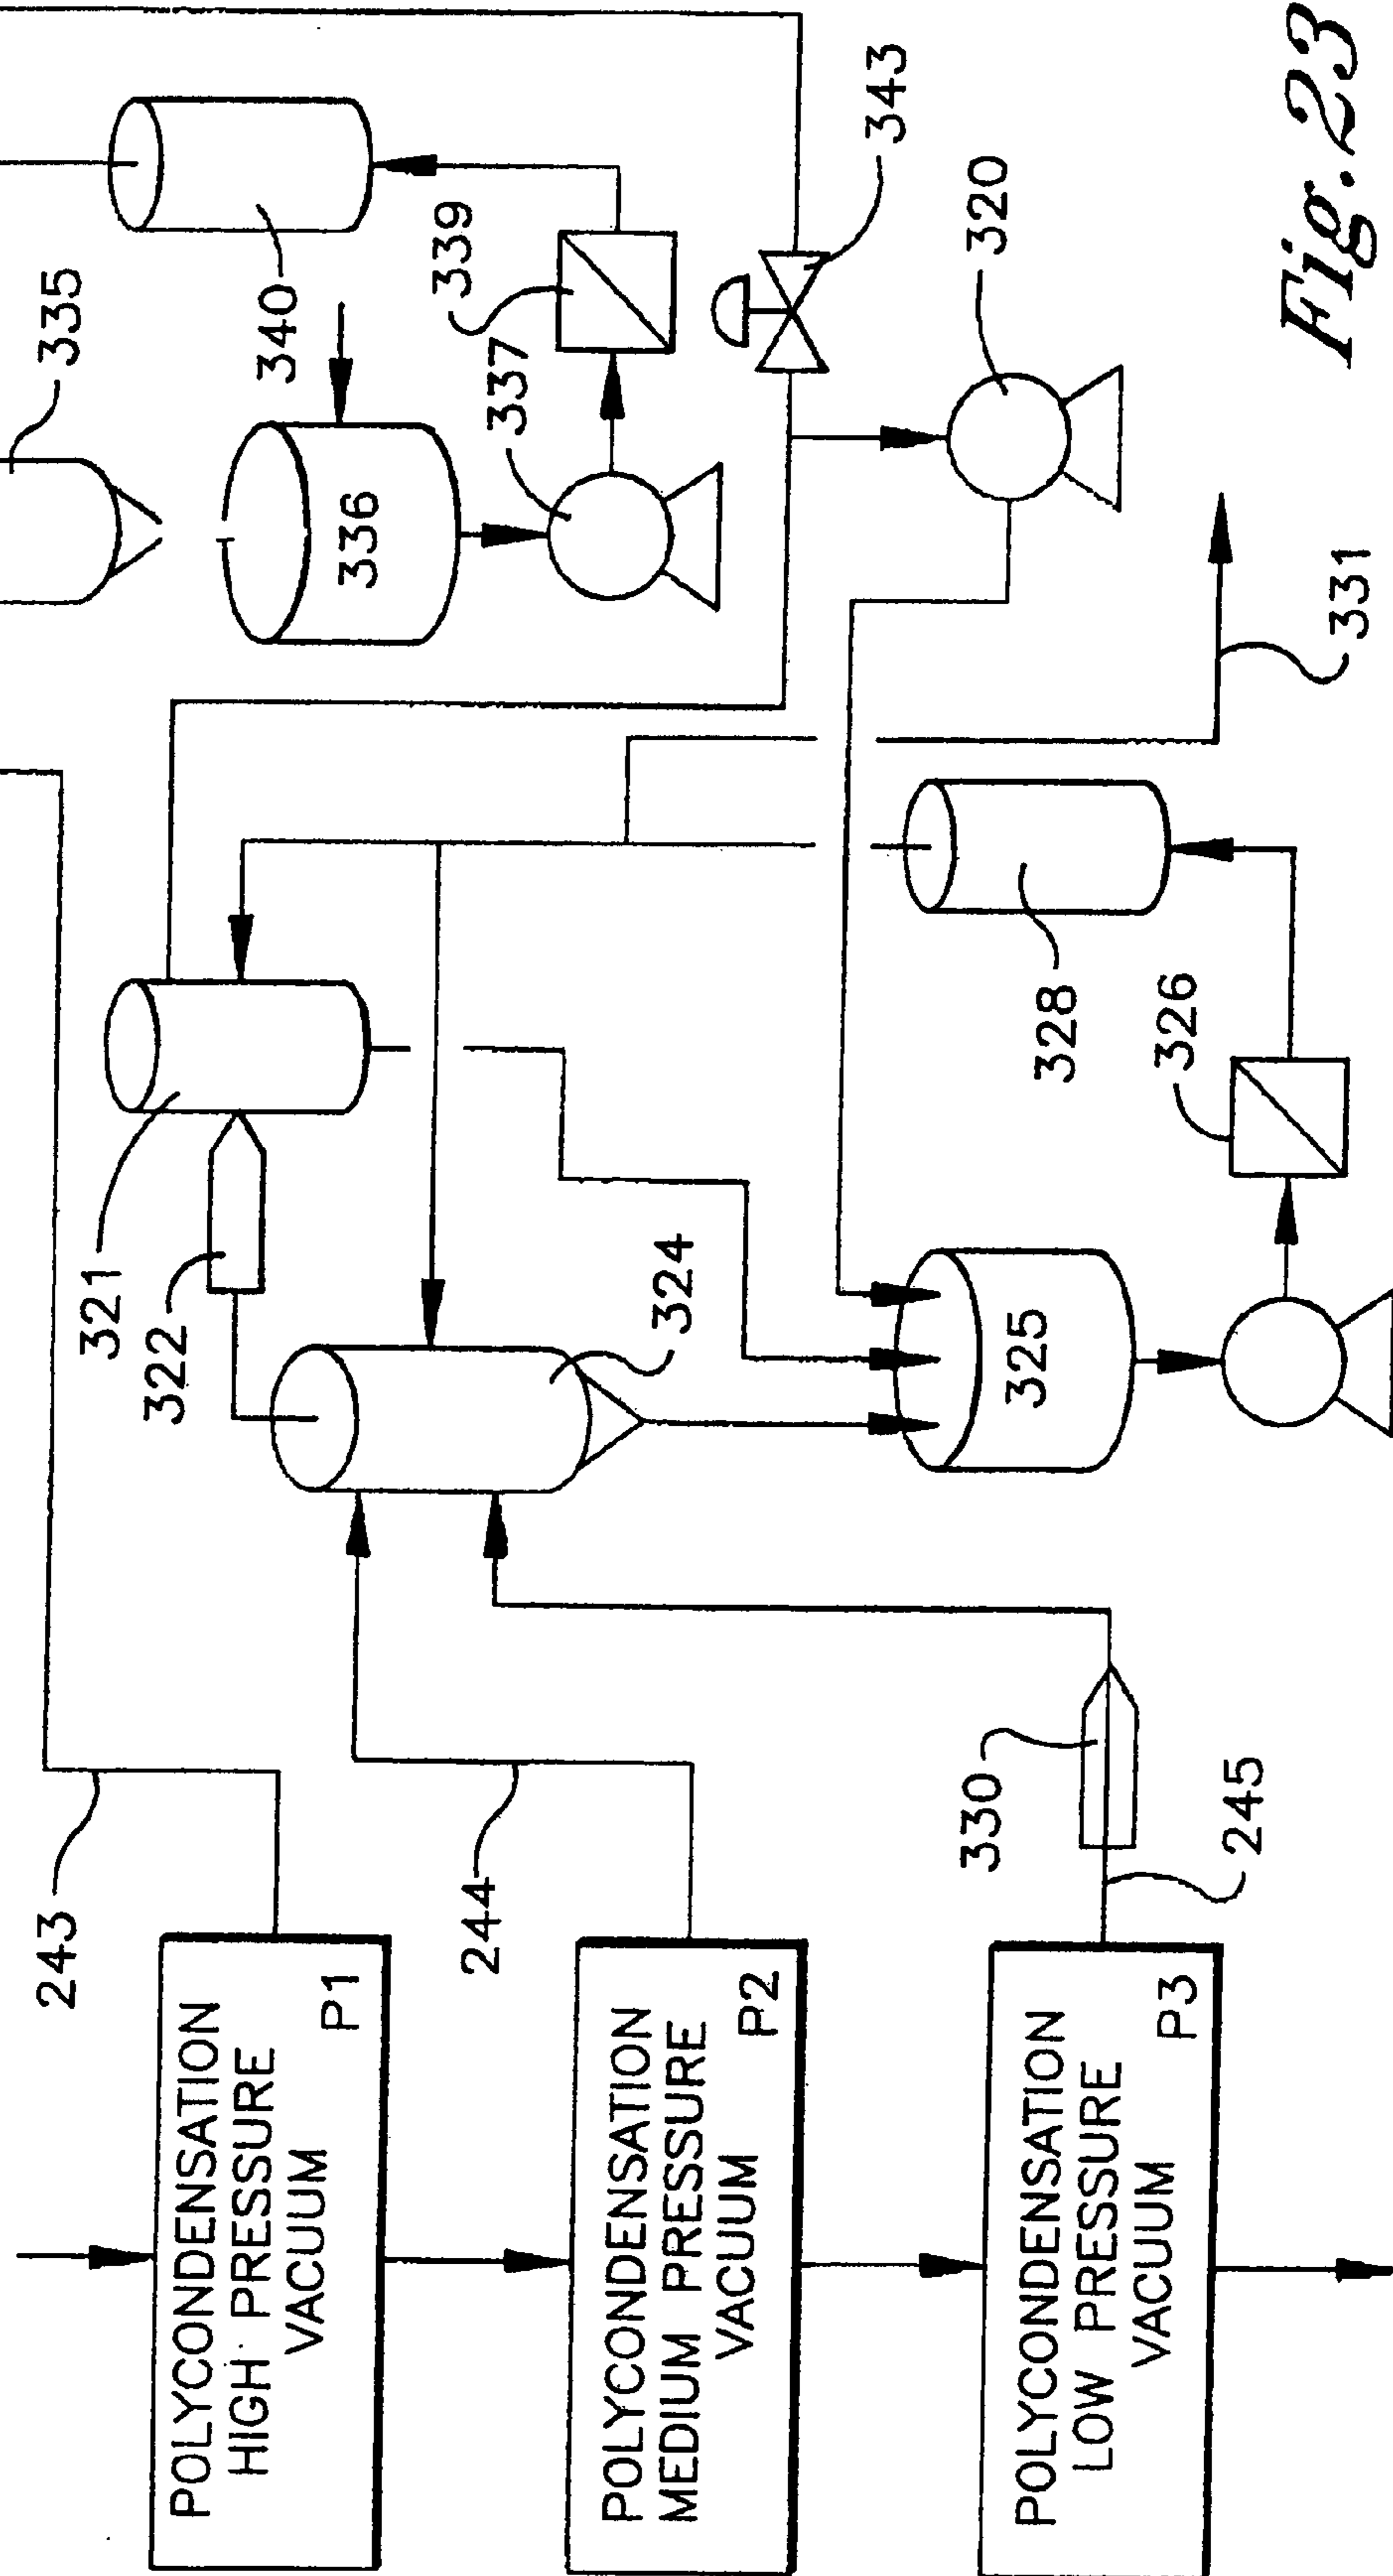 243
POLYCONDENSATION
HIGH PRESSURE
VACUUM
P1
244
POLYCONDENSATION
MEDIUM PRESSURE
VACUUM
P2
330
245
POLYCONDENSATION
LOW PRESSURE
VACUUM
P3
321
322
324
325
326
328
331
335
336
340
339
337
343
320
Fig. 23